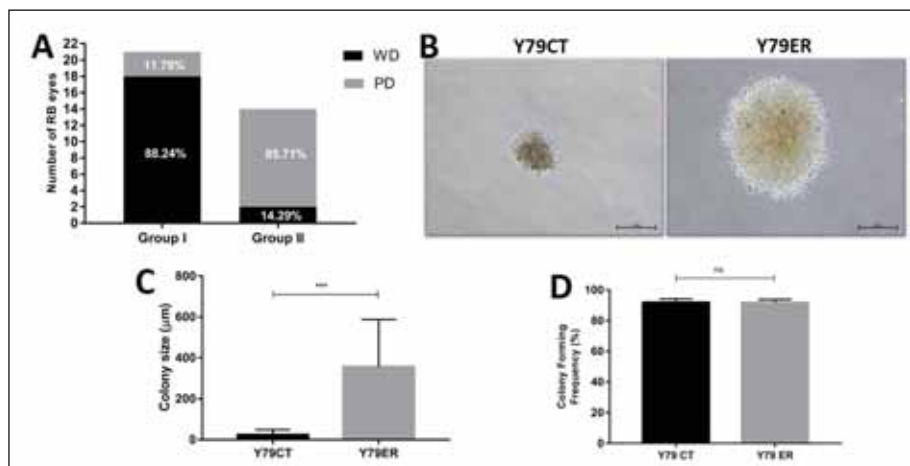 A
22
20
18
16
14
12
10
8
6
4
2
0
Number of RB eyes
11.76%
88.24%
85.71%
14.29%
Group I
Group II
WD
PD
B
Y79CT
Y79ER
C
800
600
400
200
0
Colony size (μm)
***
Y79CT
Y79ER
D
100
80
60
40
20
0
Colony Forming
Frequency (%)
ns
Y79 CT
Y79 ER